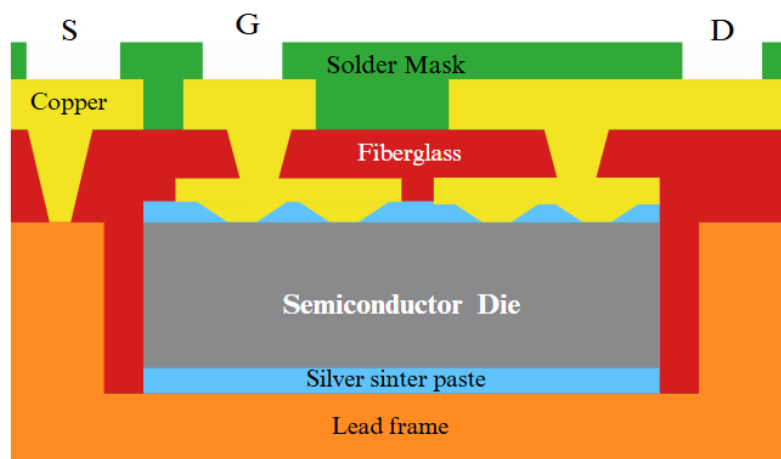 S G D
Solder Mask
Copper
Fiberglass
Semiconductor Die
Silver sinter paste
Lead frame